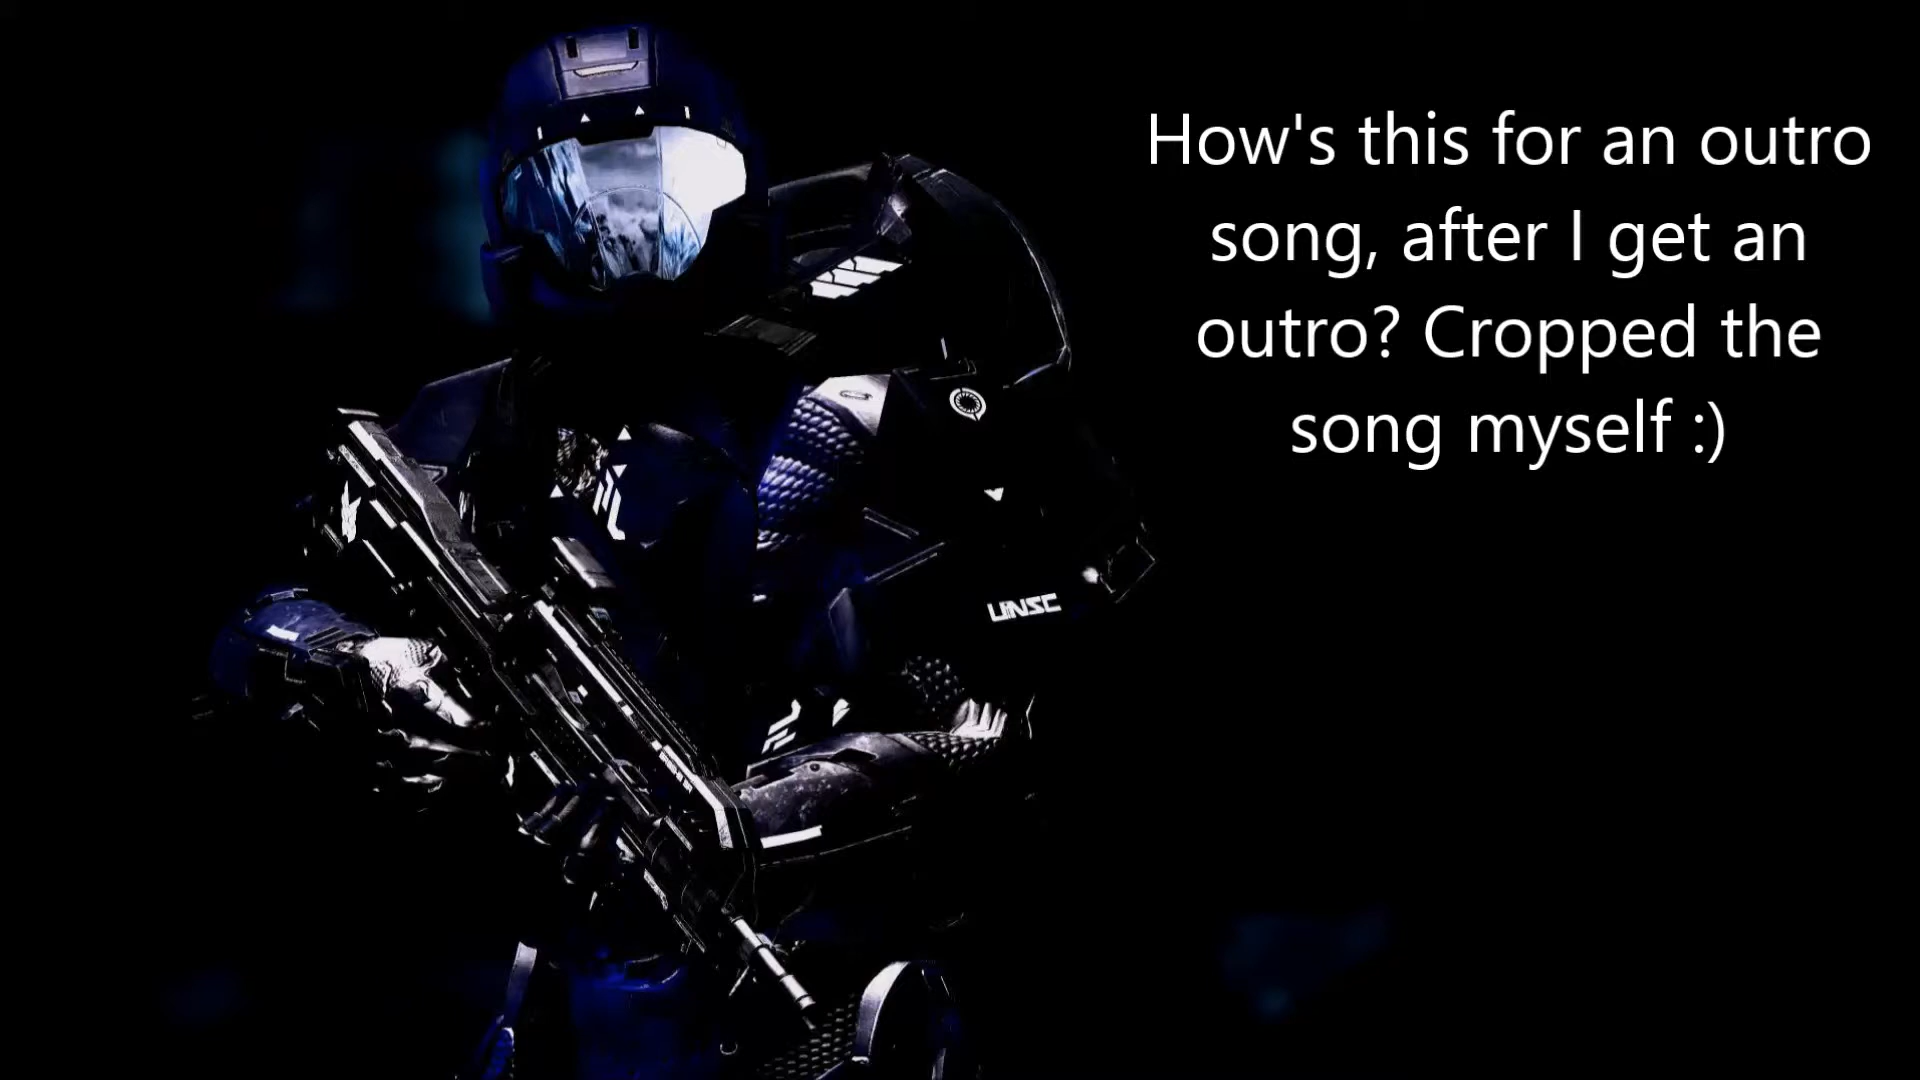 How's this for an outro
song, after I get an
outro? Cropped the
song myself :)
UNSC